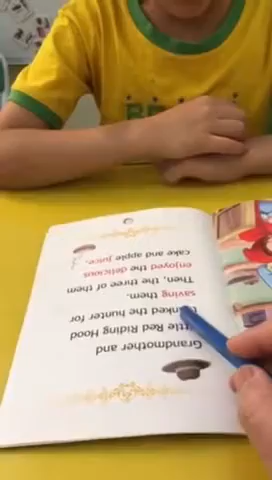 Grandmother and
Little Red Riding Hood
thanked the hunter for
saving them.
Then, the three of them
enjoyed the delicious
cake and apple juice.